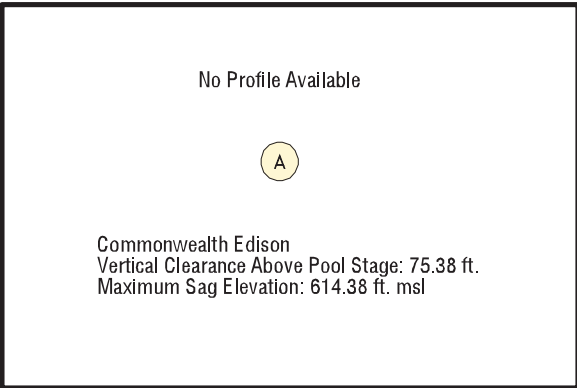 No Profile Available
A
Commonwealth Edison
Vertical Clearance Above Pool Stage: 75.38 ft.
Maximum Sag Elevation: 614.38 ft. msl